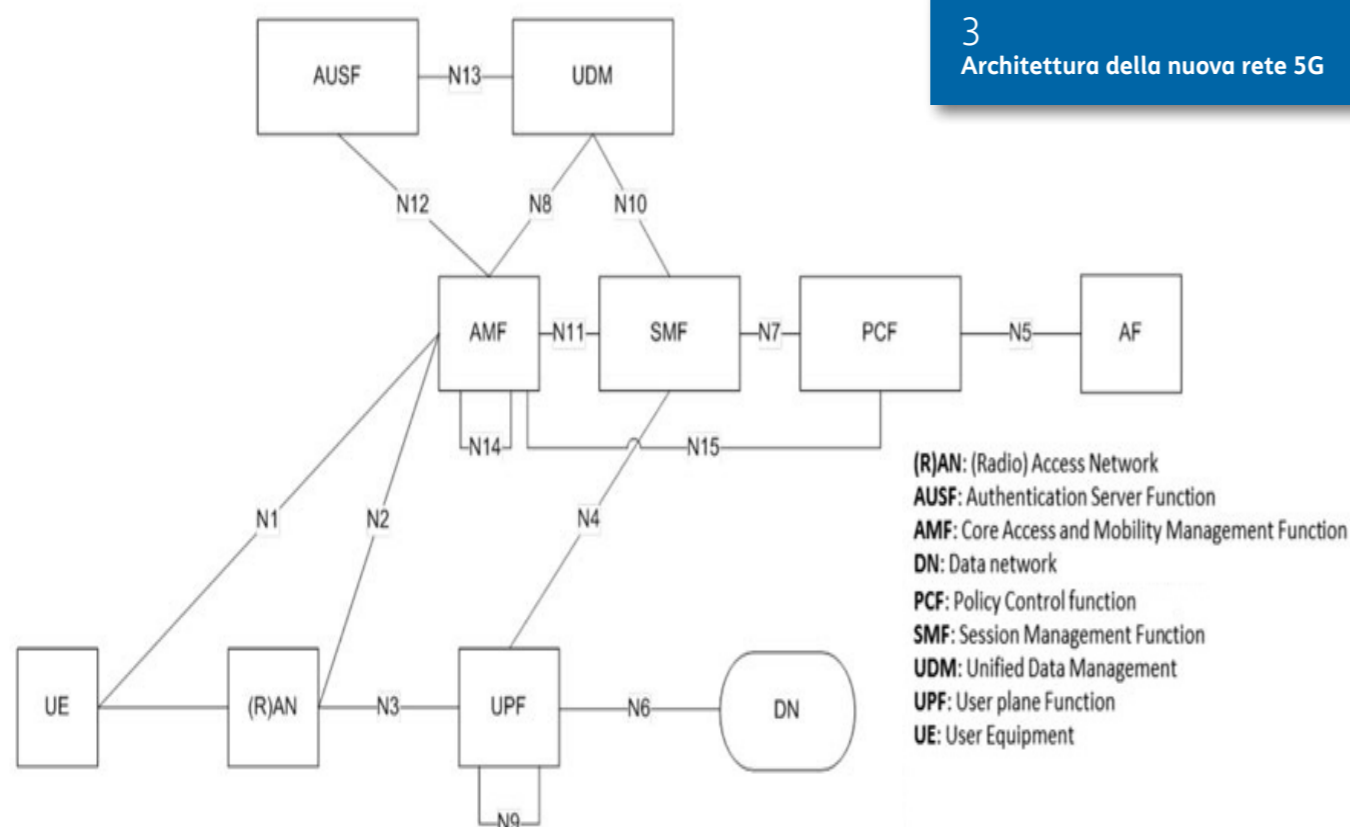 3
Architettura della nuova rete 5G
AUSF
N13
UDM
N12
N8
N10
AMF
N11
SMF
N7
PCF
N5
AF
N14
N15
N1
N2
N4
UE
(R)AN
N3
UPF
N6
DN
N9
(R)AN: (Radio) Access Network
AUSF: Authentication Server Function
AMF: Core Access and Mobility Management Function
DN: Data network
PCF: Policy Control function
SMF: Session Management Function
UDM: Unified Data Management
UPF: User plane Function
UE: User Equipment